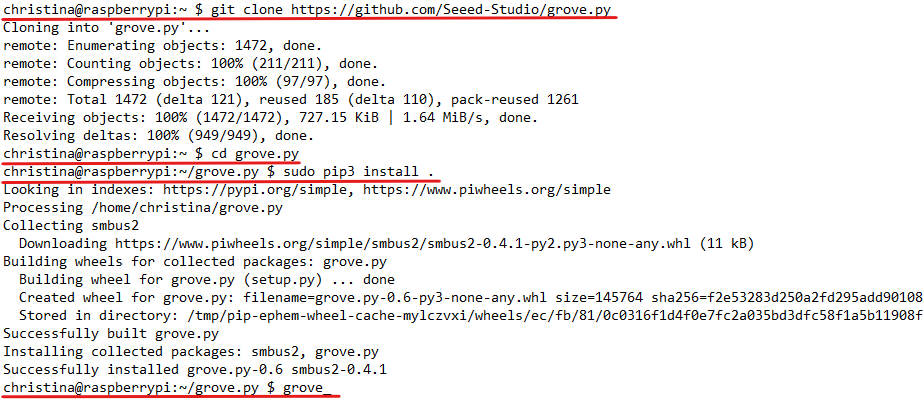 christina@raspberrypi:~ $ git clone https://github.com/Seeed-Studio/grove.py
Cloning into 'grove.py'...
remote: Enumerating objects: 1472, done.
remote: Counting objects: 100% (211/211), done.
remote: Compressing objects: 100% (97/97), done.
remote: Total 1472 (delta 121), reused 185 (delta 110), pack-reused 1261
Receiving objects: 100% (1472/1472), 727.15 KiB | 1.64 MiB/s, done.
Resolving deltas: 100% (949/949), done.
christina@raspberrypi:~ $ cd grove.py
christina@raspberrypi:~/grove.py $ sudo pip3 install .
Looking in indexes: https://pypi.org/simple, https://www.piwheels.org/simple
Processing /home/christina/grove.py
Collecting smbus2
  Downloading https://www.piwheels.org/simple/smbus2/smbus2-0.4.1-py2.py3-none-any.whl (11 kB)
Building wheels for collected packages: grove.py
  Building wheel for grove.py (setup.py) ... done
  Created wheel for grove.py: filename=grove.py-0.6-py3-none-any.whl size=145764 sha256=f2e53283d250a2fd295add90108
  Stored in directory: /tmp/pip-ephem-wheel-cache-mylczvxi/wheels/ec/fb/81/0c0316f1d4f0e7fc2a035bd3dfc58f1a5b11908f
Successfully built grove.py
Installing collected packages: smbus2, grove.py
Successfully installed grove.py-0.6 smbus2-0.4.1
christina@raspberrypi:~/grove.py $ grove_